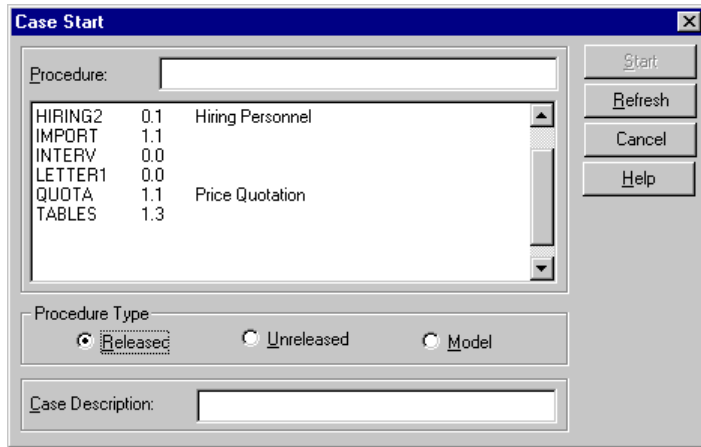 Case Start
Procedure:
Start
Refresh
Cancel
Help
HIRING2 0.1 Hiring Personnel
IMPORT 1.1
INTERV 0.0
LETTER1 0.0
QUOTA 1.1 Price Quotation
TABLES 1.3
Procedure Type
Released Unreleased Model
Case Description: